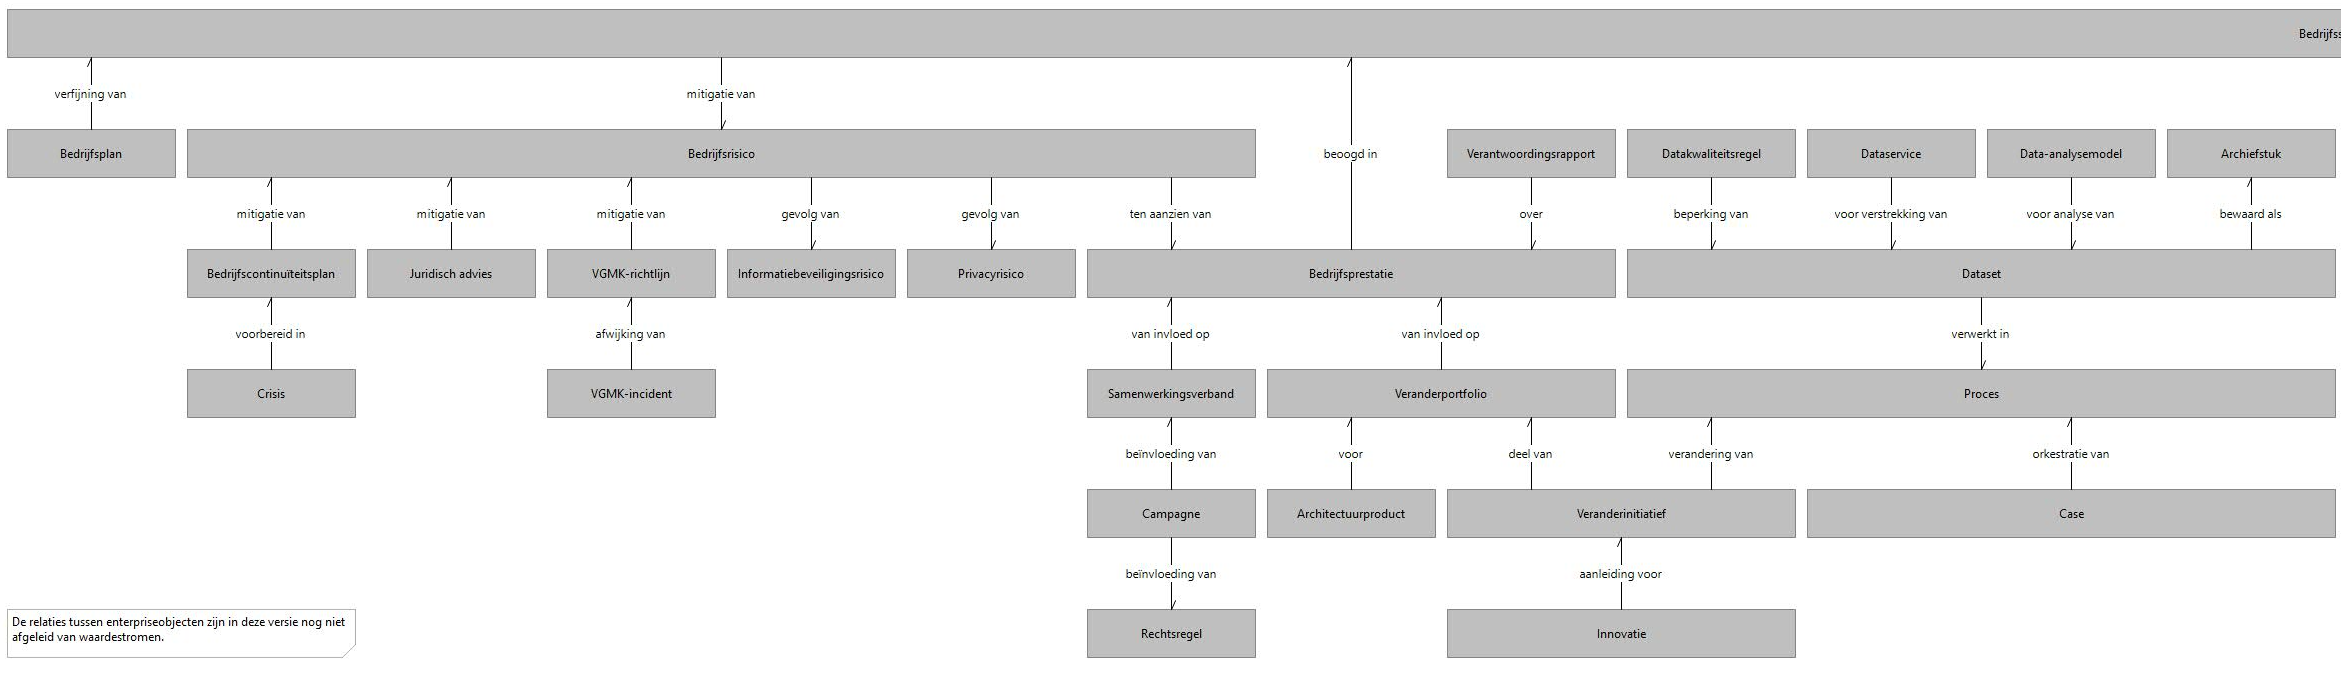 Bedrijfss
verfijning van
mitigatie van
Bedrijfsplan
Bedrijfsrisico
beoogd in
Verantwoordingsrapport
Datakwaliteitsregel
Dataservice
Data-analysemodel
Archiefstuk
mitigatie van
mitigatie van
mitigatie van
gevolg van
gevolg van
ten aanzien van
over
beperking van
voor verstrekking van
voor analyse van
bewaard als
Bedrijfscontinuïteitsplan
Juridisch advies
VGMK-richtlijn
Informatiebeveiligingsrisico
Privacyrisico
Bedrijfsprestatie
Dataset
voorbereid in
afwijking van
van invloed op
van invloed op
verwerkt in
Crisis
VGMK-incident
Samenwerkingsverband
Veranderportfolio
Proces
beïnvloeding van
voor
deel van
verandering van
orkestratie van
Campagne
Architectuurproduct
Veranderinitiatief
Case
beïnvloeding van
aanleiding voor
De relaties tussen enterpriseobjecten zijn in deze versie nog niet
afgeleid van waardestromen.
Rechtsregel
Innovatie